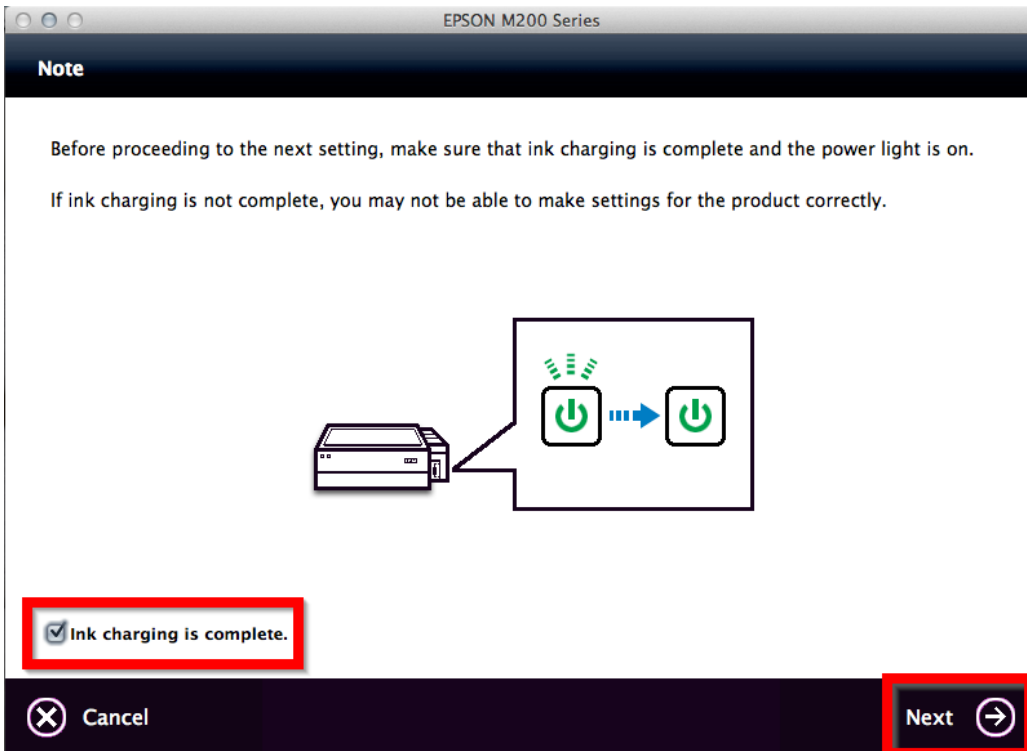 EPSON M200 Series
Note
Before proceeding to the next setting, make sure that ink charging is complete and the power light is on.
If ink charging is not complete, you may not be able to make settings for the product correctly.
Ink charging is complete.
Cancel
Next